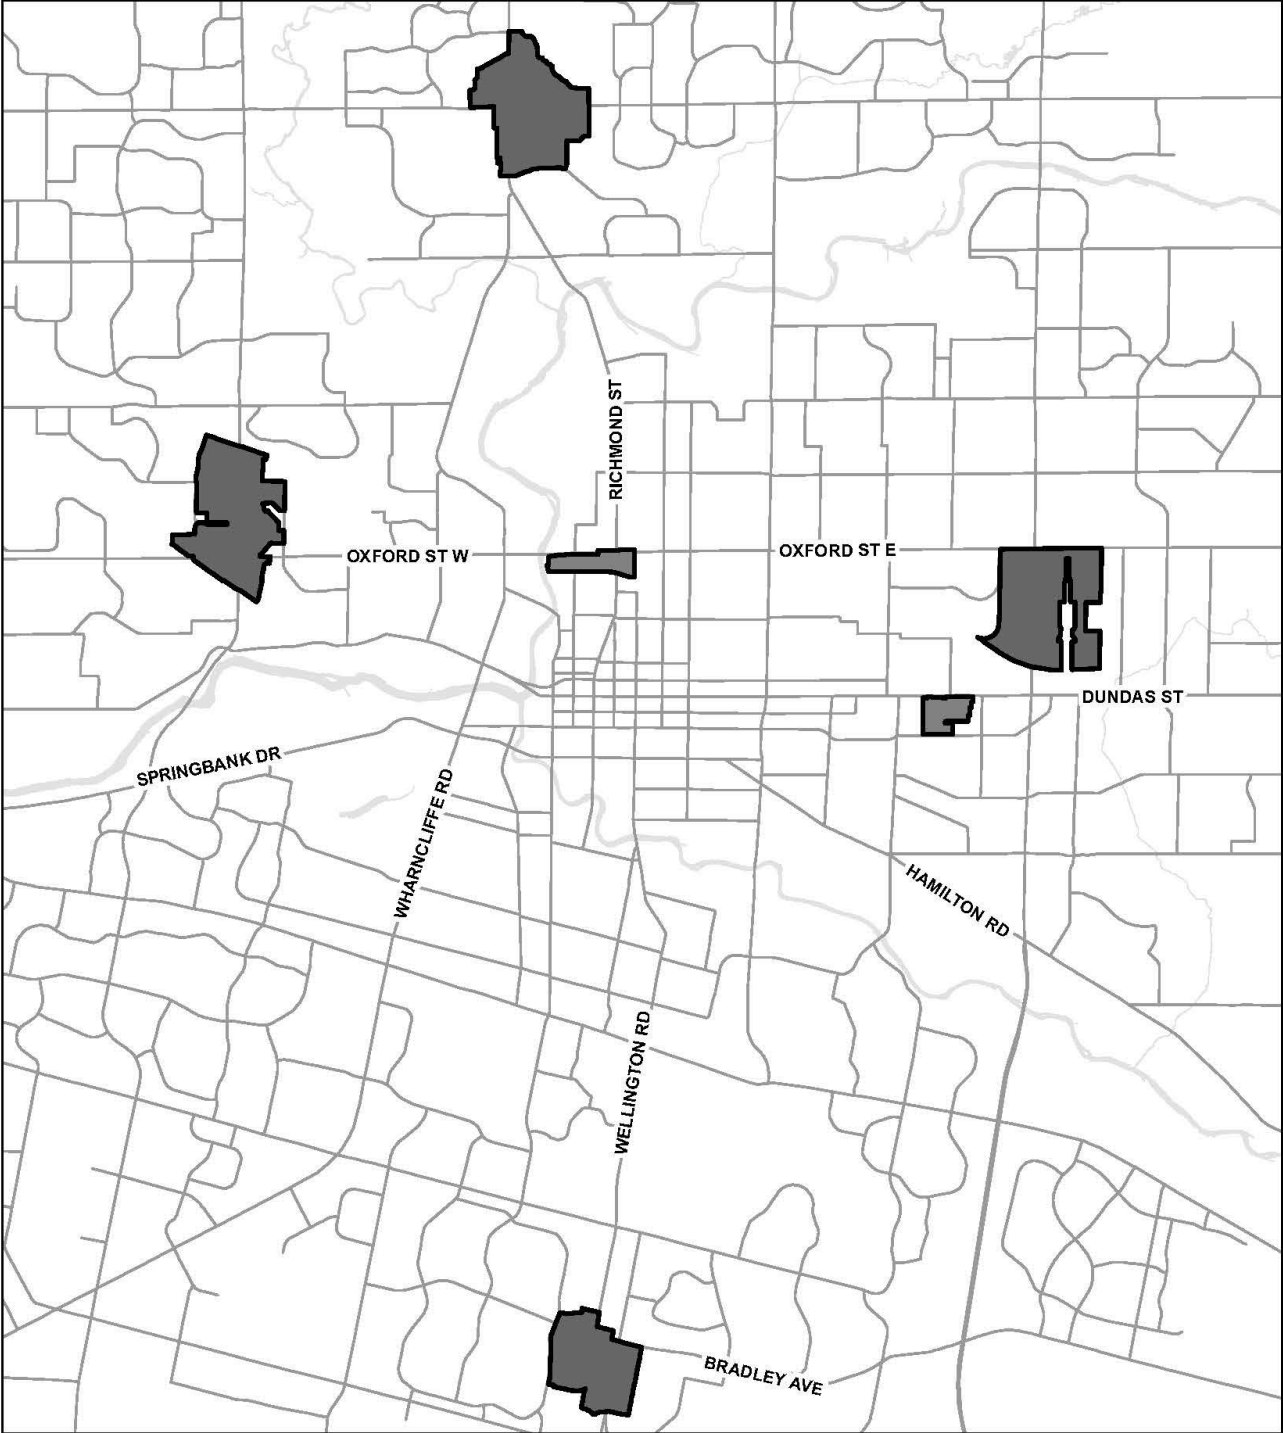 RICHMOND ST
OXFORD ST W
OXFORD ST E
DUNDAS ST
SPRINGBANK DR
WHARNCLIFFE RD
HAMILTON RD
WELLINGTON RD
BRADLEY AVE